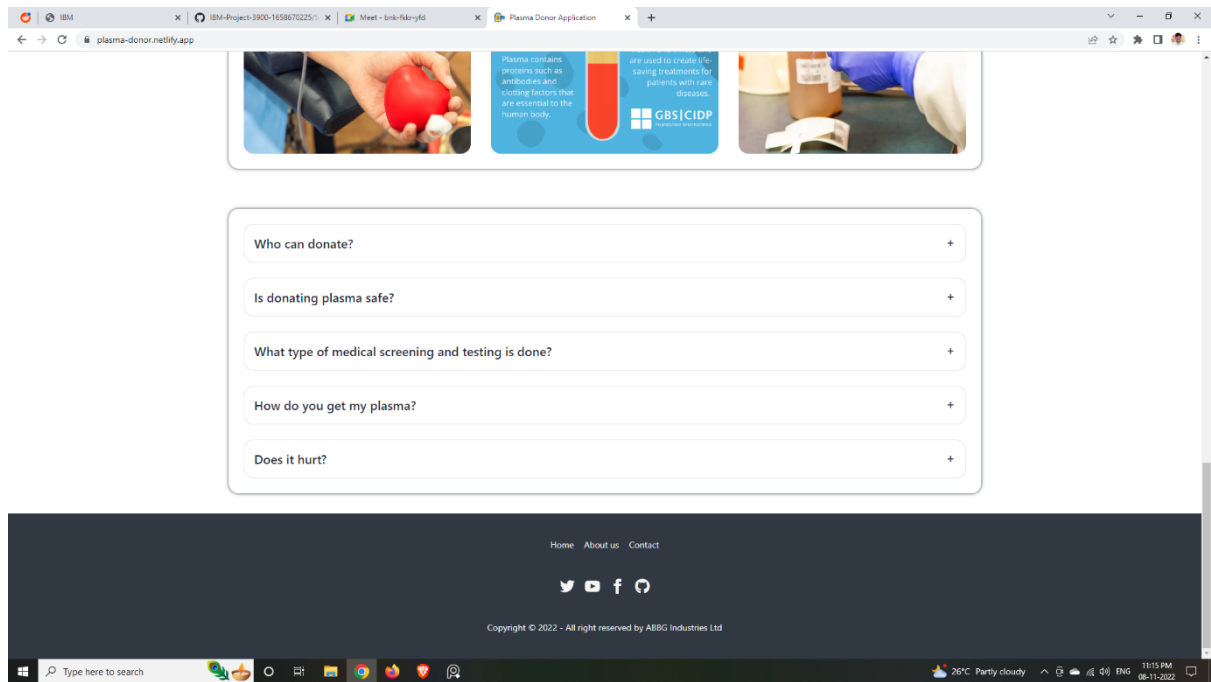 IBM
IBM-Project-3900-1658670225/
Meet - bnk-fkkr-yfd
Plasma Donor Application
plasma-donor.netlify.app
Plasma contains
proteins such as
antibodies and
clotting factors that
are essential to the
human body.
are used to create life-
saving treatments for
patients with rare
diseases.
GBS|CIDP
Who can donate? +
Is donating plasma safe? +
What type of medical screening and testing is done? +
How do you get my plasma? +
Does it hurt? +
Home About us Contact
Copyright © 2022 - All right reserved by ABBG Industries Ltd
Type here to search
26°C Partly cloudy
ENG
11:15 PM
08-11-2022